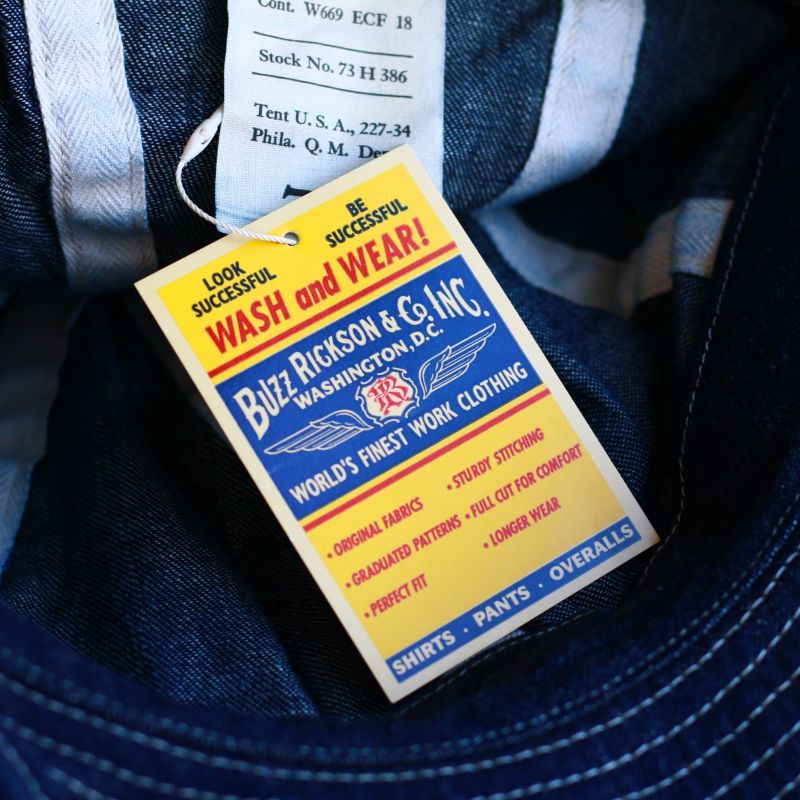 Cont. W669 ECF 18
Stock No. 73 H 386
Tent U. S. A., 227-34
Phila. Q. M.
LOOK SUCCESSFUL
BE SUCCESSFUL
WASH and WEAR!
BUZZ RICKSON & CO. INC.
WASHINGTON, D.C.
WORLD'S FINEST WORK CLOTHING
• ORIGINAL FABRICS
• GRADUATED PATTERNS
• PERFECT FIT
• STURDY STITCHING
• FULL CUT FOR COMFORT
• LONGER WEAR
SHIRTS · PANTS · OVERALLS